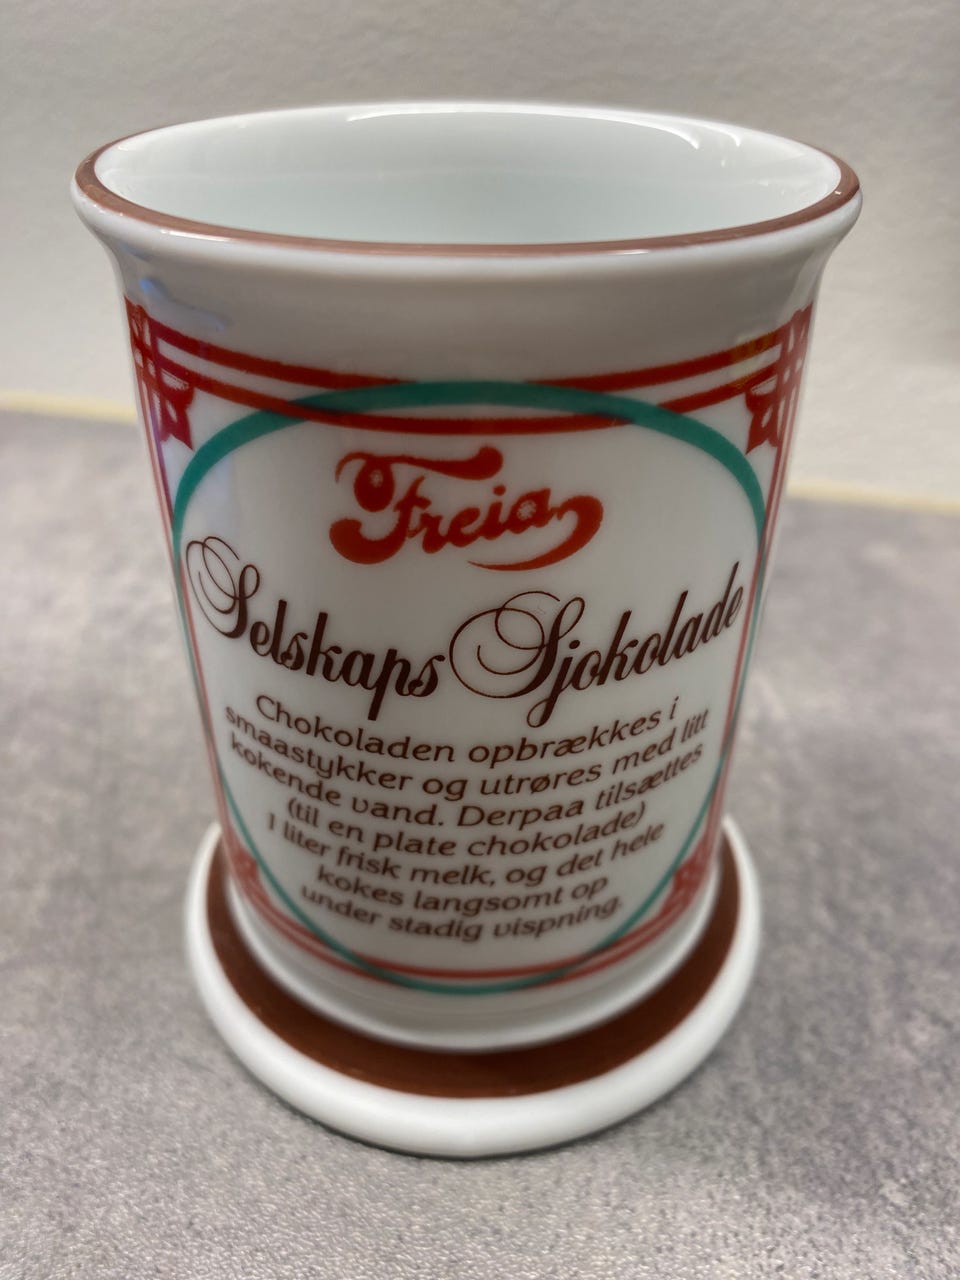 Freia
Selskaps Sjokolade
Chokoladen opbrækkes i
smaastykker og utrøres med litt
kokende vand. Derpaa tilsættes
(til en plate chokolade)
1 liter frisk melk, og det hele
kokes langsomt op
under stadig vispning.